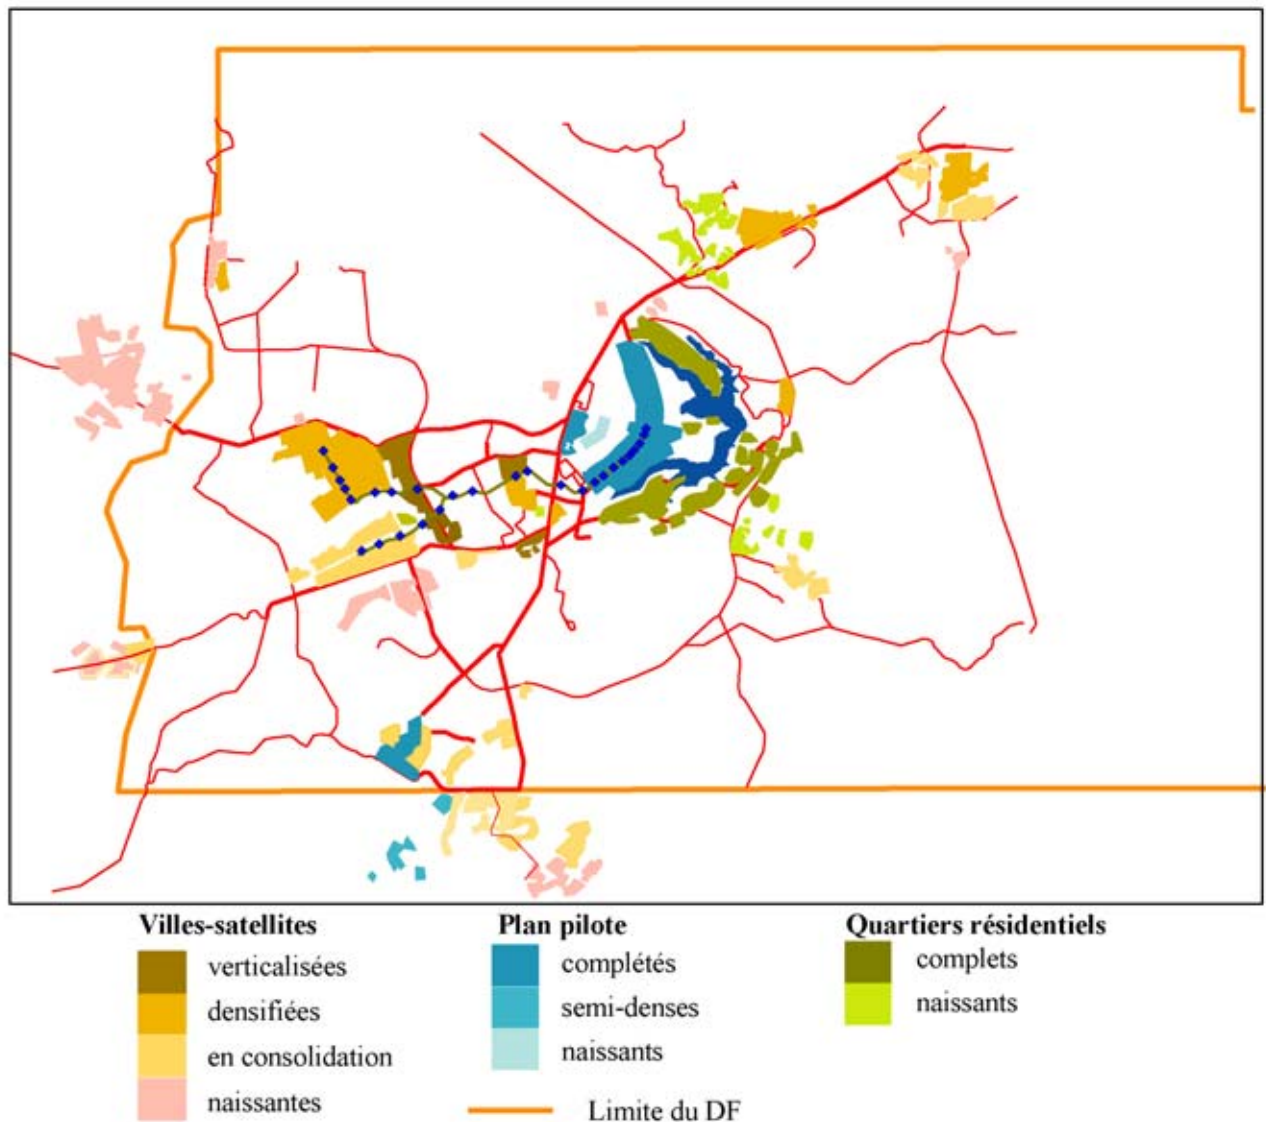 Villes-satellites
verticalisées
densifiées
en consolidation
naissantes
Plan pilote
complétés
semi-denses
naissants
Limite du DF
Quartiers résidentiels
complets
naissants